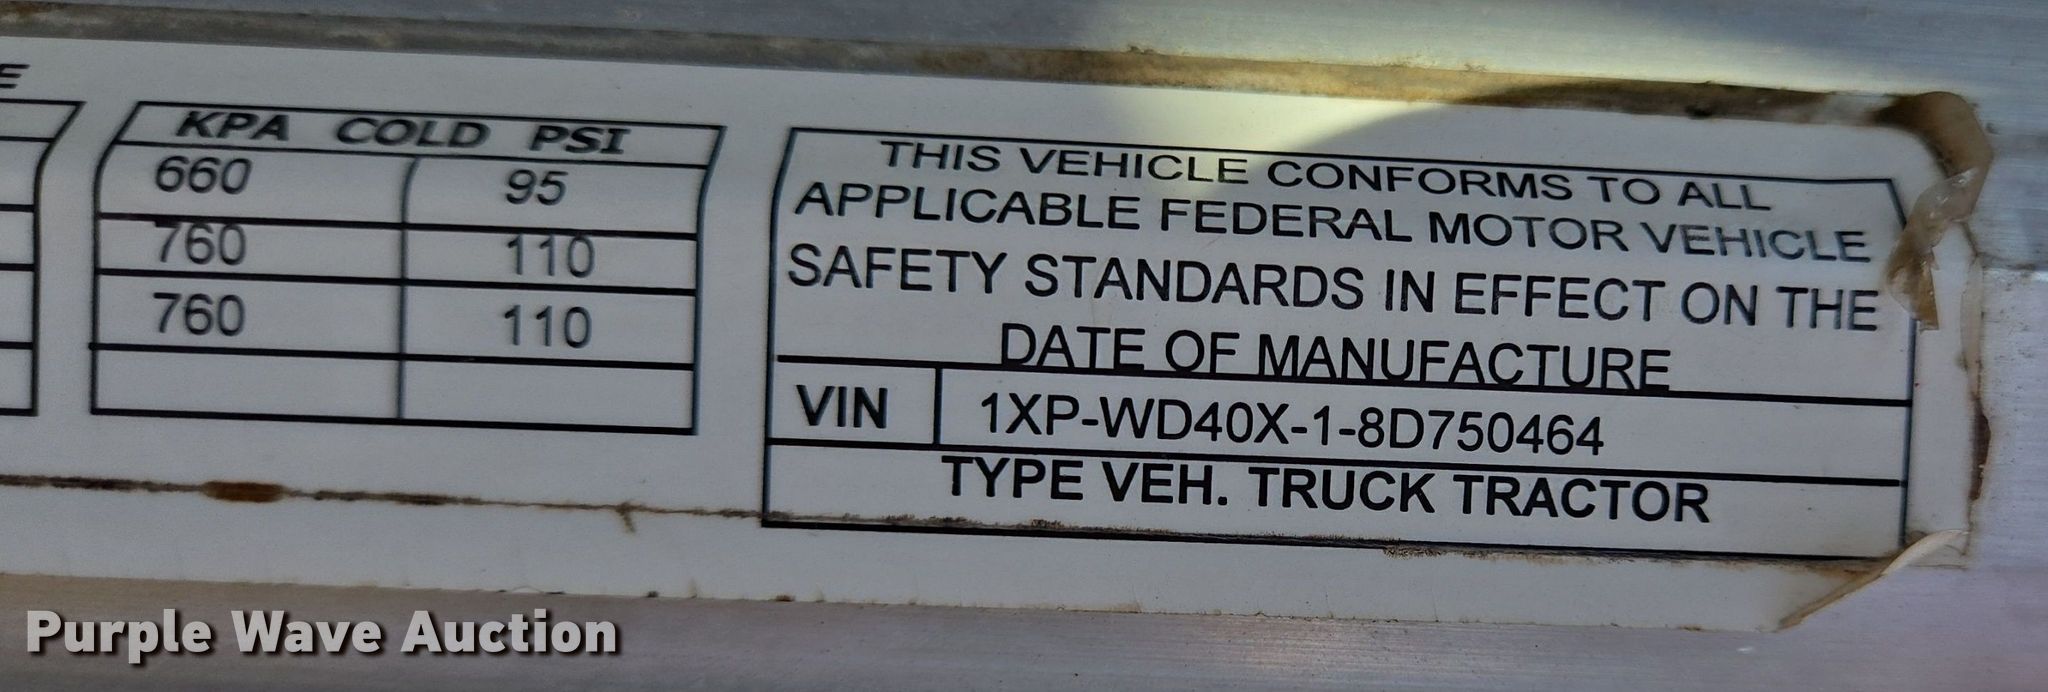 E
KPA COLD PSI
660 95
760 110
760 110
THIS VEHICLE CONFORMS TO ALL
APPLICABLE FEDERAL MOTOR VEHICLE
SAFETY STANDARDS IN EFFECT ON THE
DATE OF MANUFACTURE
VIN 1XP-WD40X-1-8D750464
TYPE VEH. TRUCK TRACTOR
Purple Wave Auction